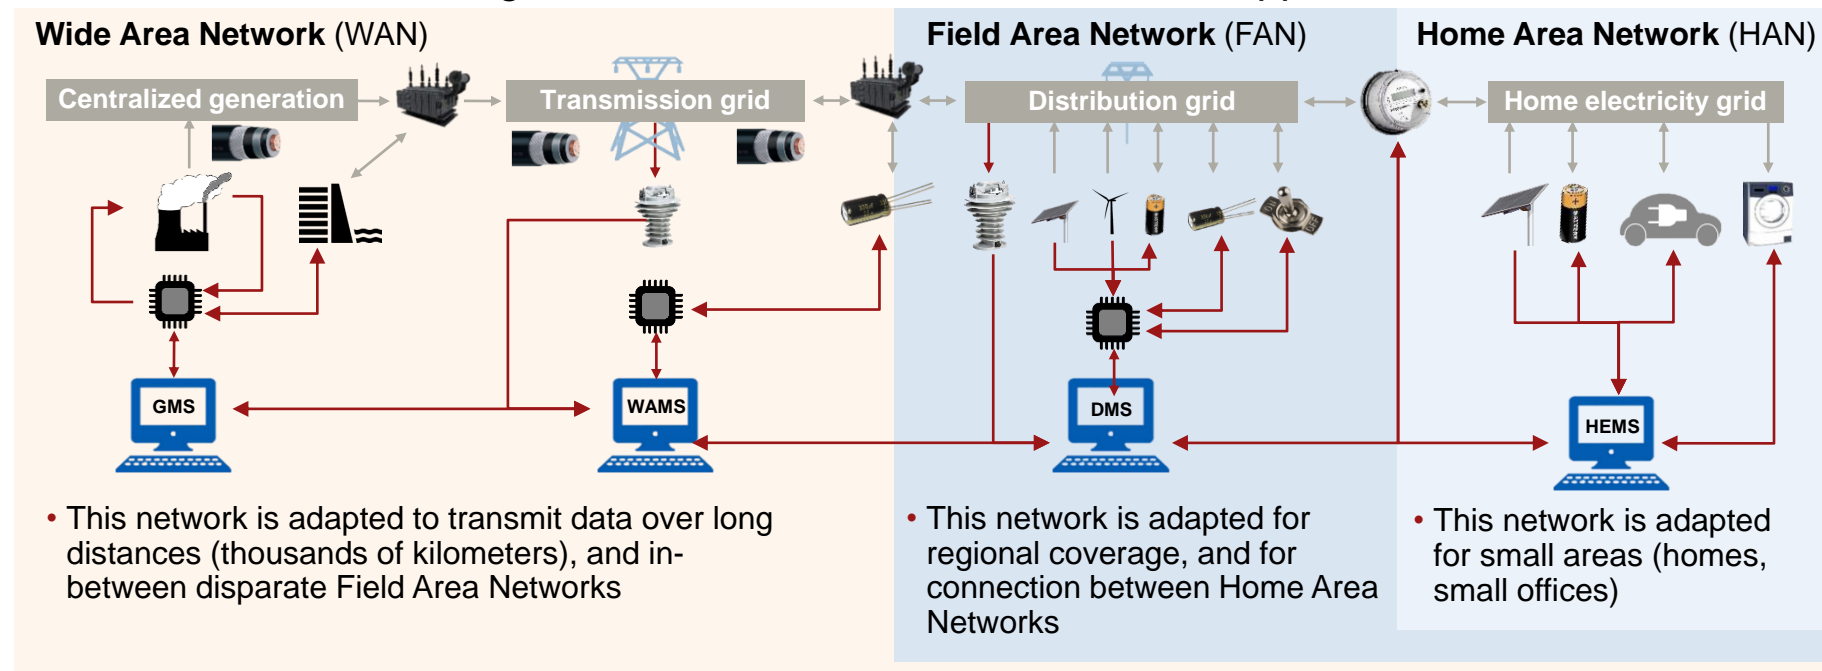 Wide Area Network (WAN)
Field Area Network (FAN)
Home Area Network (HAN)
Centralized generation
Transmission grid
Distribution grid
Home electricity grid
GMS
WAMS
DMS
HEMS
• This network is adapted to transmit data over long
distances (thousands of kilometers), and in-
between disparate Field Area Networks
• This network is adapted for
regional coverage, and for
connection between Home Area
Networks
• This network is adapted
for small areas (homes,
small offices)